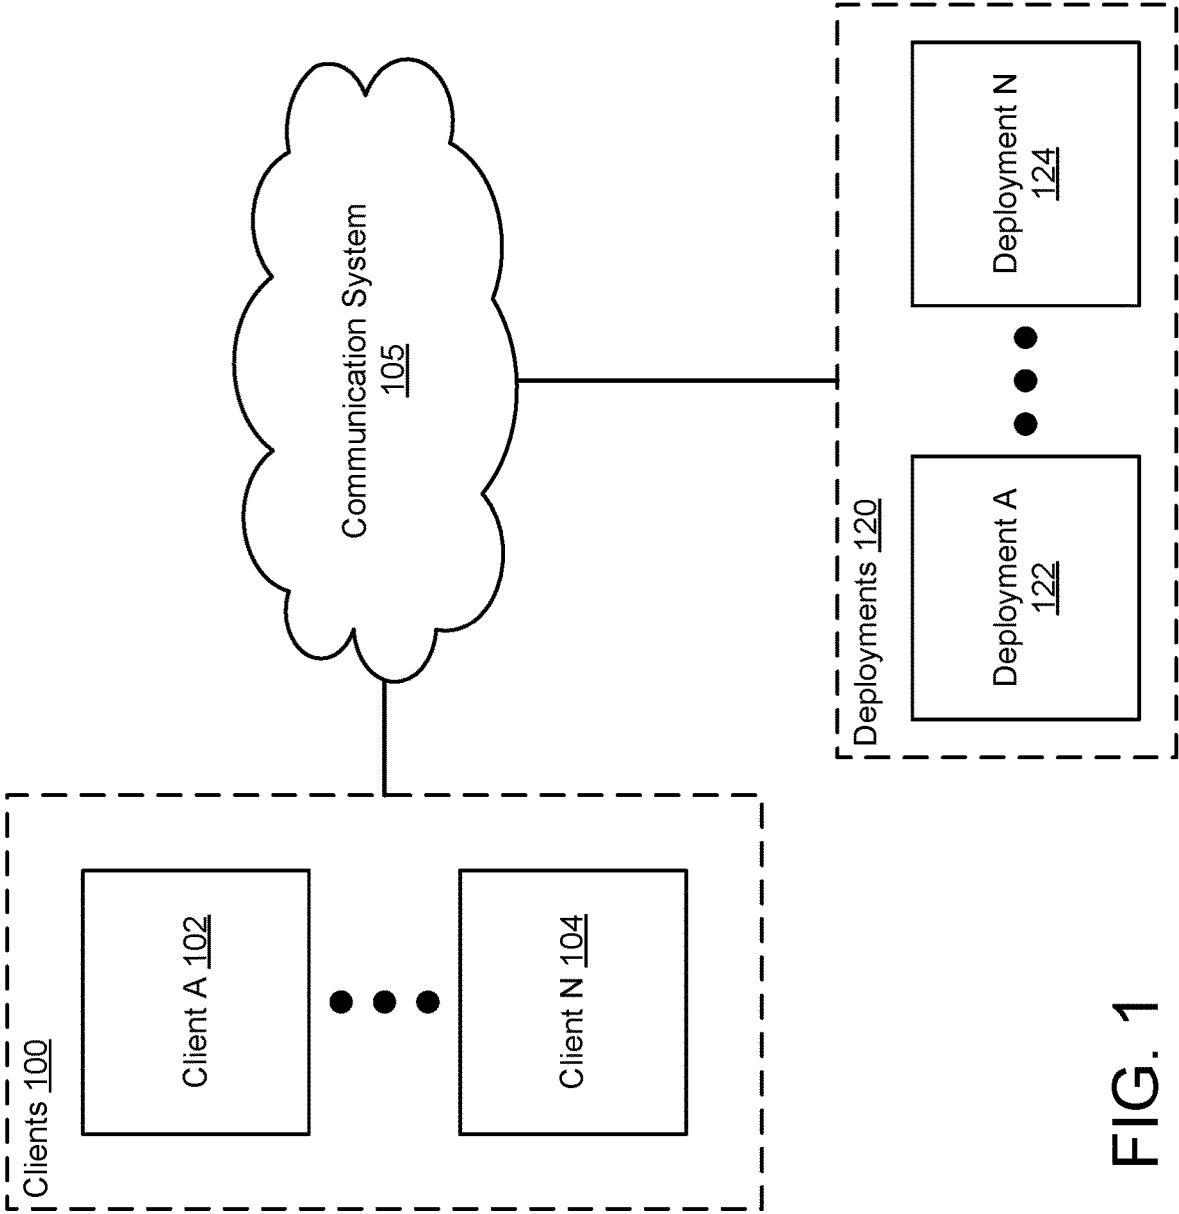 Clients 100
Client A 102
Client N 104
Communication System
105
Deployments 120
Deployment A
122
Deployment N
124
FIG. 1